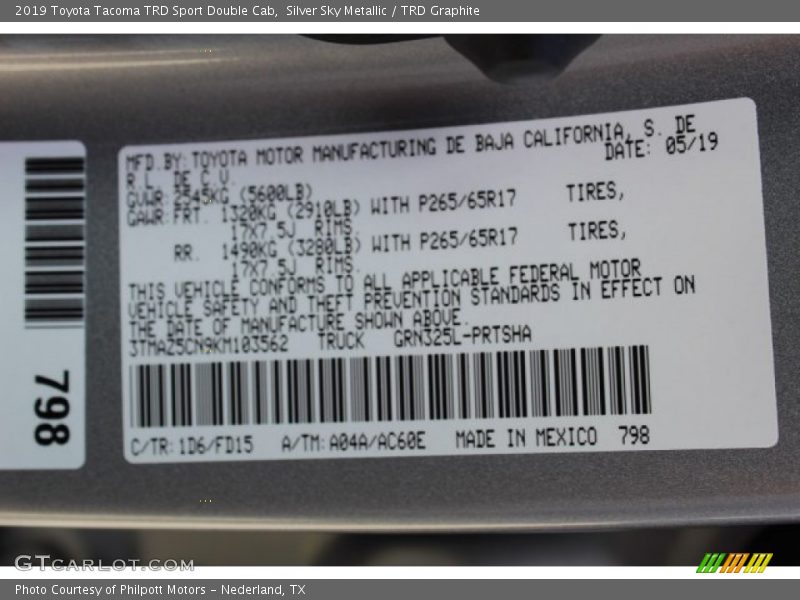 2019 Toyota Tacoma TRD Sport Double Cab, Silver Sky Metallic / TRD Graphite
MFD.BY:TOYOTA MOTOR MANUFACTURING DE BAJA CALIFORNIA, S. DE
R.L. DE C.V. DATE: 05/19
GVWR:2545KG (5600LB)
GAWR:FRT. 1320KG (2910LB) WITH P265/65R17 TIRES,
17X7.5J RIMS.
RR. 1490KG (3280LB) WITH P265/65R17 TIRES,
17X7.5J RIMS.
THIS VEHICLE CONFORMS TO ALL APPLICABLE FEDERAL MOTOR
VEHICLE SAFETY AND THEFT PREVENTION STANDARDS IN EFFECT ON
THE DATE OF MANUFACTURE SHOWN ABOVE.
3TMAZ5CN9KM103562 TRUCK GRN325L-PRTSHA
C/TR:1D6/FD15 A/TM:A04A/AC60E MADE IN MEXICO 798
798
GTCARLOT.COM
Photo Courtesy of Philpott Motors - Nederland, TX